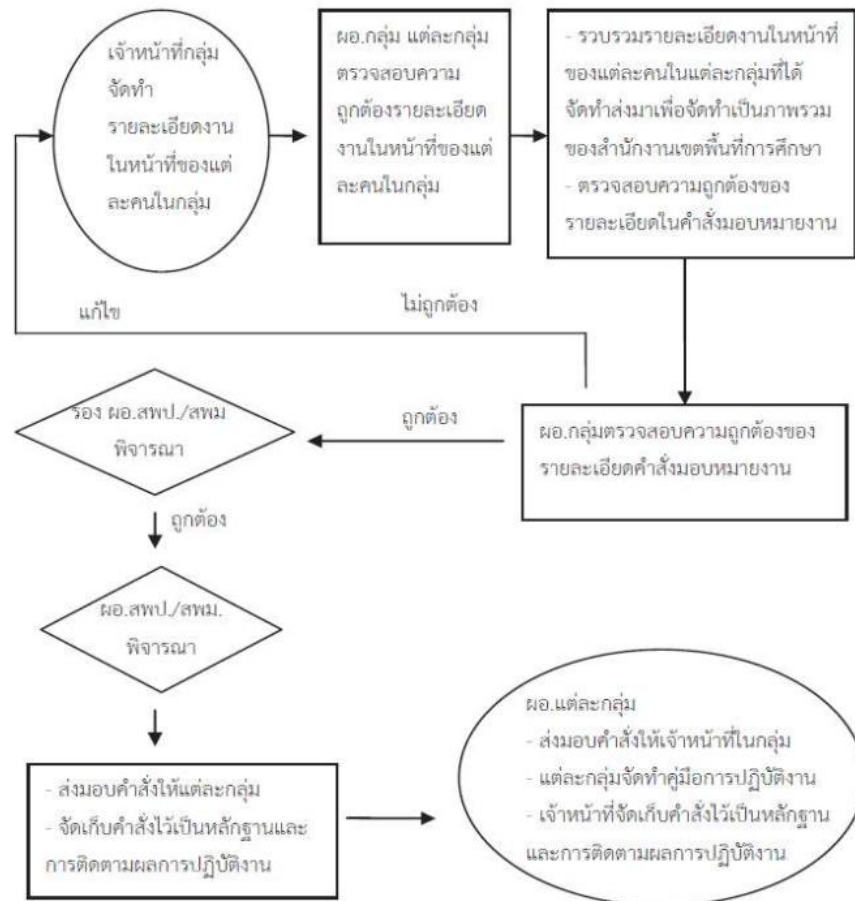 เจ้าหน้าที่กลุ่ม
จัดทำ
รายละเอียดงาน
ในหน้าที่ของแต่
ละคนในกลุ่ม
ผอ.กลุ่ม แต่ละกลุ่ม
ตรวจสอบความ
ถูกต้องรายละเอียด
งานในหน้าที่ของแต่
ละคนในกลุ่ม
- รวบรวมรายละเอียดงานในหน้าที่
ของแต่ละคนในแต่ละกลุ่มที่ได้
จัดทำส่งมาเพื่อจัดทำเป็นภาพรวม
ของสำนักงานเขตพื้นที่การศึกษา
- ตรวจสอบความถูกต้องของ
รายละเอียดในคำสั่งมอบหมายงาน
แก้ไข
ไม่ถูกต้อง
รอง ผอ.สพป./สพม
พิจารณา
ถูกต้อง
ผอ.กลุ่มตรวจสอบความถูกต้องของ
รายละเอียดคำสั่งมอบหมายงาน
ถูกต้อง
ผอ.สพป./สพม.
พิจารณา
- ส่งมอบคำสั่งให้แต่ละกลุ่ม
- จัดเก็บคำสั่งไว้เป็นหลักฐานและ
การติดตามผลการปฏิบัติงาน
ผอ.แต่ละกลุ่ม
- ส่งมอบคำสั่งให้เจ้าหน้าที่ในกลุ่ม
- แต่ละกลุ่มจัดทำคู่มือการปฏิบัติงาน
- เจ้าหน้าที่จัดเก็บคำสั่งไว้เป็นหลักฐาน
และการติดตามผลการปฏิบัติงาน